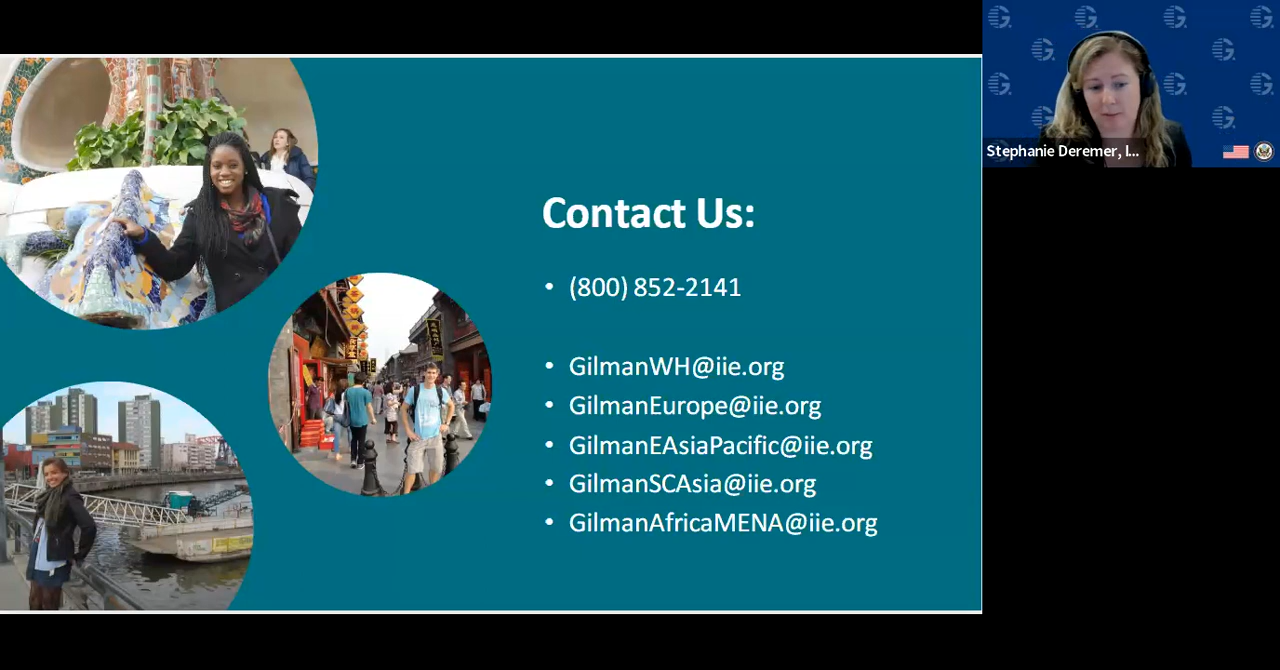 Contact Us:
• (800) 852-2141
• GilmanWH@iie.org
• GilmanEurope@iie.org
• GilmanEAsiaPacific@iie.org
• GilmanSCAsia@iie.org
• GilmanAfricaMENA@iie.org
Stephanie Deremer, I...